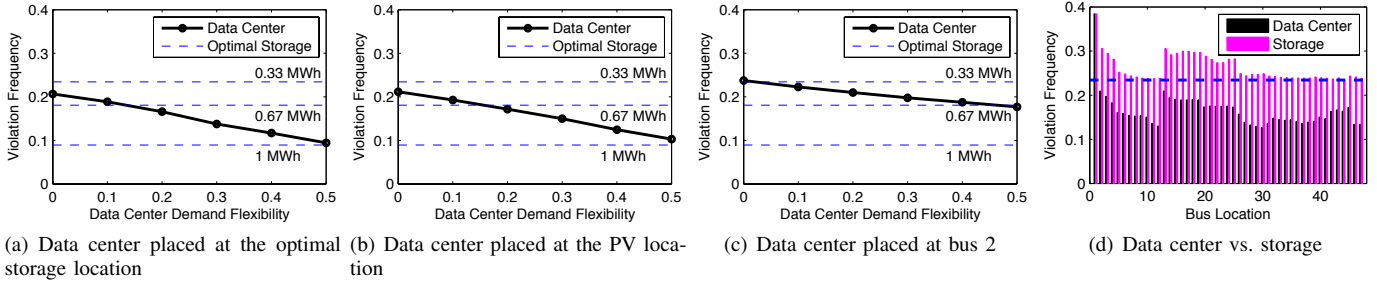 0.4
0.3
0.2
0.1
0
Violation Frequency
Data Center
Optimal Storage
0.33 MWh
0.67 MWh
1 MWh
0 0.1 0.2 0.3 0.4 0.5
Data Center Demand Flexibility
(a) Data center placed at the optimal
storage location
0.4
0.3
0.2
0.1
0
Violation Frequency
Data Center
Optimal Storage
0.33 MWh
0.67 MWh
1 MWh
0 0.1 0.2 0.3 0.4 0.5
Data Center Demand Flexibility
(b) Data center placed at the PV loca-
tion
0.4
0.3
0.2
0.1
0
Violation Frequency
Data Center
Optimal Storage
0.33 MWh
0.67 MWh
1 MWh
0 0.1 0.2 0.3 0.4 0.5
Data Center Demand Flexibility
(c) Data center placed at bus 2
0.4
0.3
0.2
0.1
0
Violation Frequency
Data Center
Storage
0 10 20 30 40
Bus Location
(d) Data center vs. storage